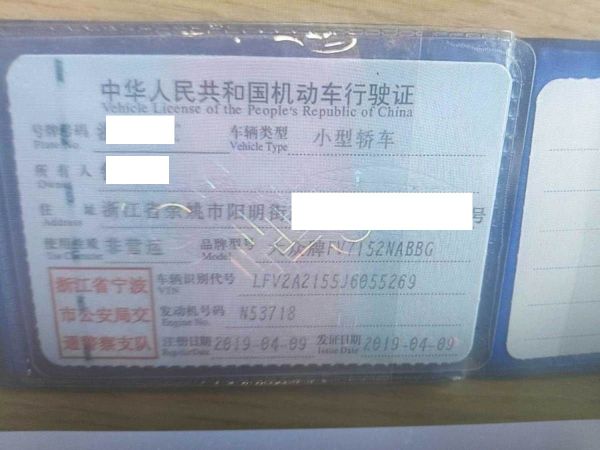 中华人民共和国机动车行驶证
Vehicle License of the People's Republic of China
号牌号码 车辆类型 小型轿车
Plate No. Vehicle Type
所有人
Owner
住址 浙江省余姚市阳明街 号
Address
使用性质 非营运 品牌型号 大众牌FV7152NABBG
Use Character Model
浙江省宁波
市公安局交
通警察支队
车辆识别代号 LFV2A2155J6055269
VIN
发动机号码 N53718
Engine No.
注册日期 2019-04-09 发证日期 2019-04-09
Register Date Issue Date